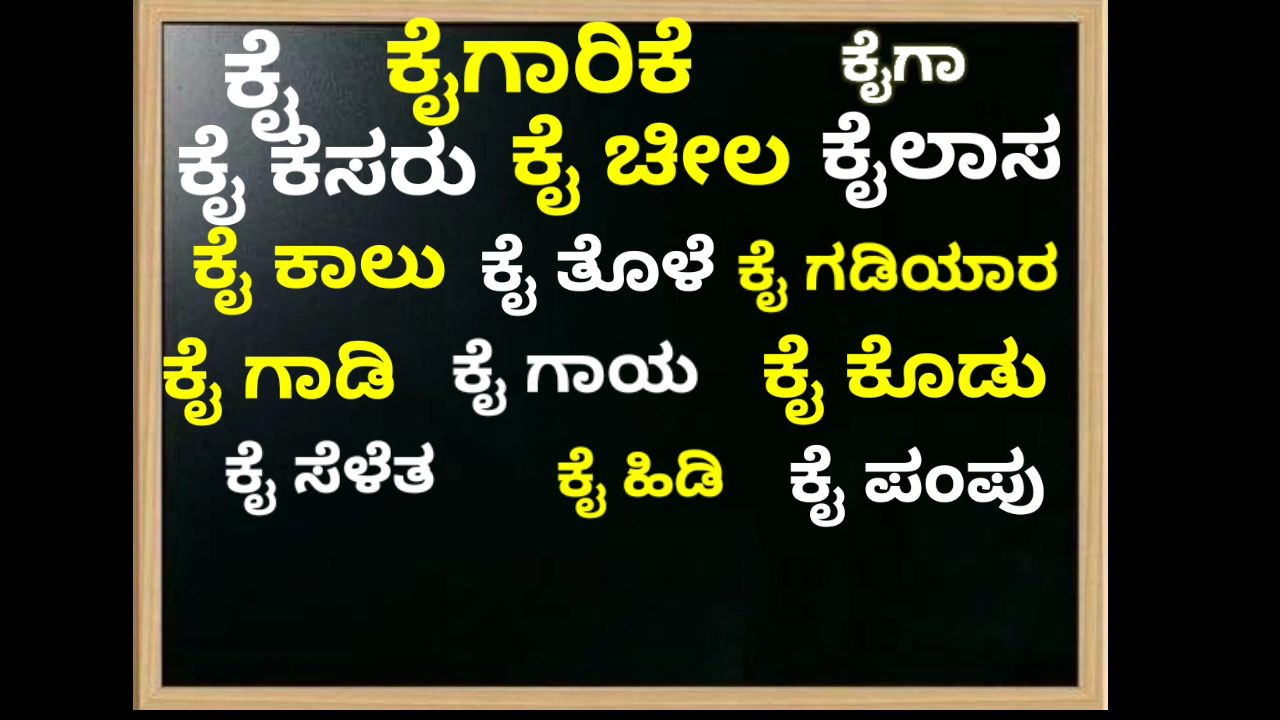 ಕೈ ಕೈಗಾರಿಕೆ ಕೈಗಾ
ಕೈ ಕೆಸರು ಕೈ ಚೀಲ ಕೈಲಾಸ
ಕೈ ಕಾಲು ಕೈ ತೊಳೆ ಕೈ ಗಡಿಯಾರ
ಕೈ ಗಾಡಿ ಕೈ ಗಾಯ ಕೈ ಕೊಡು
ಕೈ ಸೆಳೆತ ಕೈ ಹಿಡಿ ಕೈ ಪಂಪು